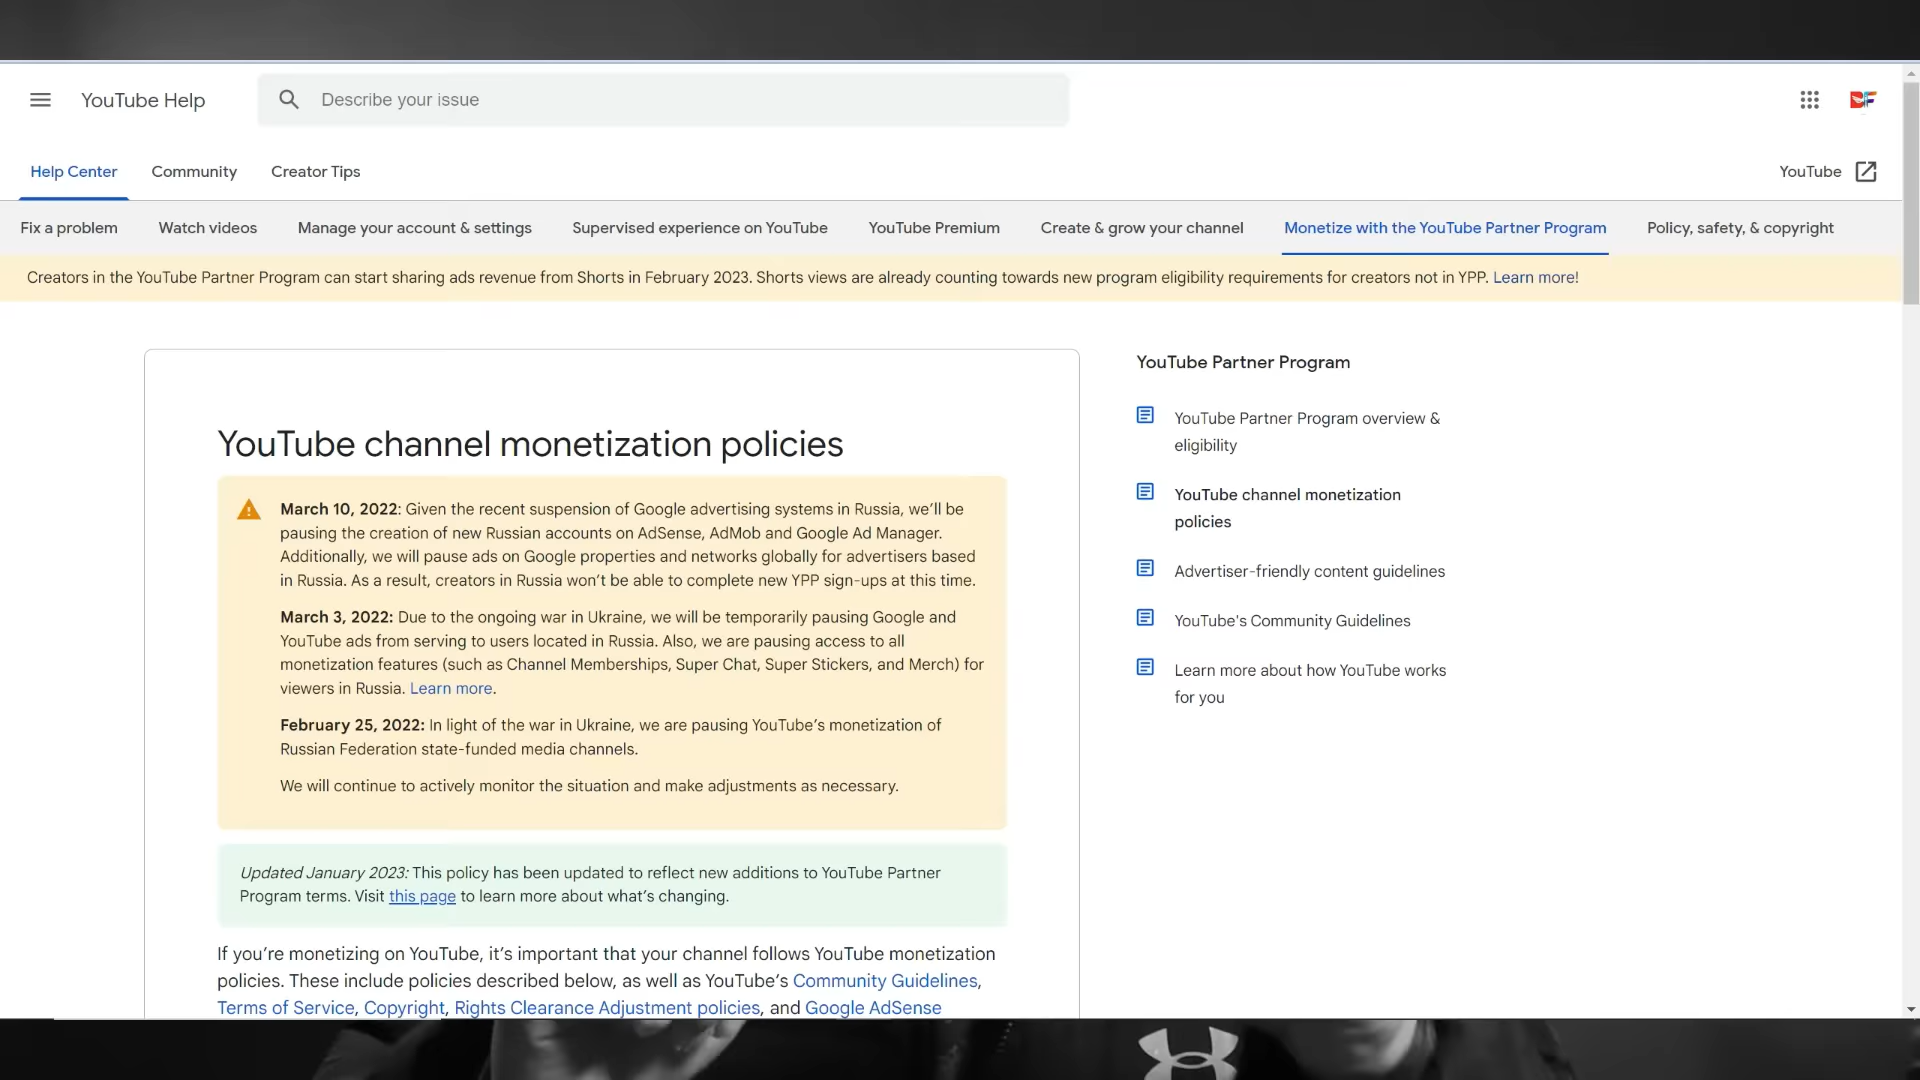 YouTube Help
Describe your issue
Help Center Community Creator Tips
YouTube
Fix a problem Watch videos Manage your account & settings Supervised experience on YouTube YouTube Premium Create & grow your channel Monetize with the YouTube Partner Program Policy, safety, & copyright
Creators in the YouTube Partner Program can start sharing ads revenue from Shorts in February 2023. Shorts views are already counting towards new program eligibility requirements for creators not in YPP. Learn more!
YouTube channel monetization policies
March 10, 2022: Given the recent suspension of Google advertising systems in Russia, we’ll be
pausing the creation of new Russian accounts on AdSense, AdMob and Google Ad Manager.
Additionally, we will pause ads on Google properties and networks globally for advertisers based
in Russia. As a result, creators in Russia won’t be able to complete new YPP sign-ups at this time.
March 3, 2022: Due to the ongoing war in Ukraine, we will be temporarily pausing Google and
YouTube ads from serving to users located in Russia. Also, we are pausing access to all
monetization features (such as Channel Memberships, Super Chat, Super Stickers, and Merch) for
viewers in Russia. Learn more.
February 25, 2022: In light of the war in Ukraine, we are pausing YouTube’s monetization of
Russian Federation state-funded media channels.
We will continue to actively monitor the situation and make adjustments as necessary.
Updated January 2023: This policy has been updated to reflect new additions to YouTube Partner
Program terms. Visit this page to learn more about what’s changing.
If you’re monetizing on YouTube, it’s important that your channel follows YouTube monetization
policies. These include policies described below, as well as YouTube’s Community Guidelines,
Terms of Service, Copyright, Rights Clearance Adjustment policies, and Google AdSense
YouTube Partner Program
YouTube Partner Program overview &
eligibility
YouTube channel monetization
policies
Advertiser-friendly content guidelines
YouTube's Community Guidelines
Learn more about how YouTube works
for you